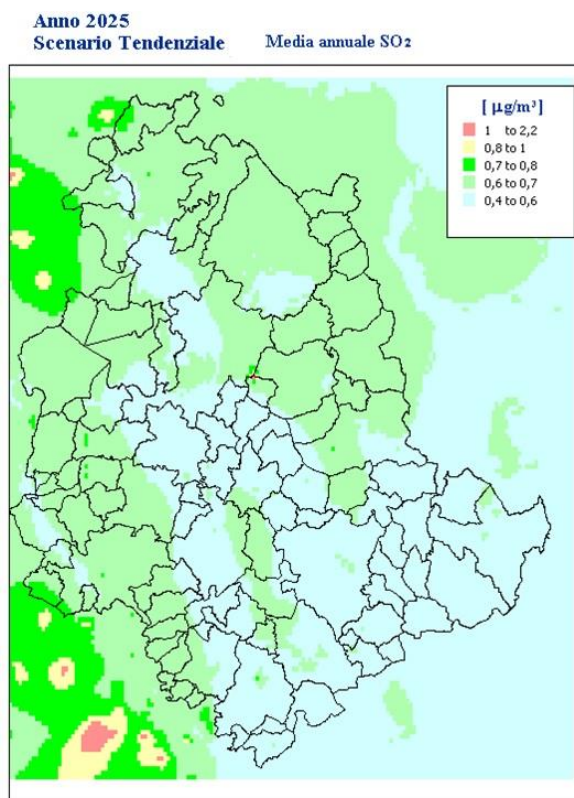 Anno 2025
Scenario Tendenziale Media annuale SO2
[ µg/m³]
1 to 2,2
0,8 to 1
0,7 to 0,8
0,6 to 0,7
0,4 to 0,6